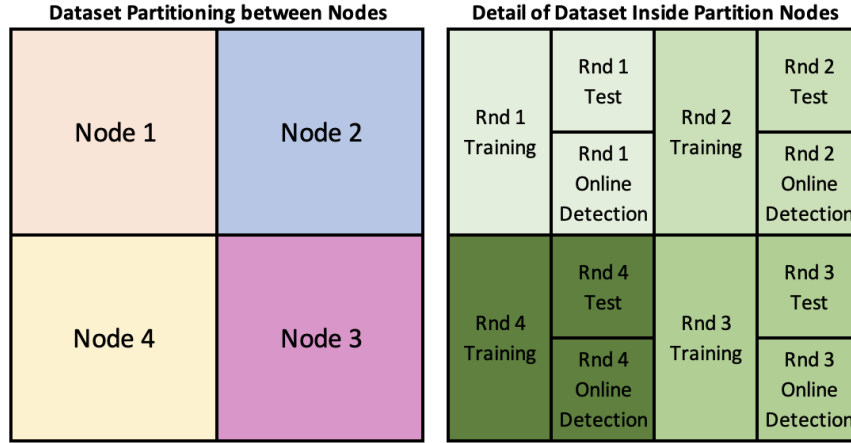 Dataset Partitioning between Nodes
Node 1
Node 2
Node 4
Node 3
Detail of Dataset Inside Partition Nodes
Rnd 1
Training
Rnd 1
Test
Rnd 1
Online
Detection
Rnd 2
Training
Rnd 2
Test
Rnd 2
Online
Detection
Rnd 4
Training
Rnd 4
Test
Rnd 4
Online
Detection
Rnd 3
Training
Rnd 3
Test
Rnd 3
Online
Detection